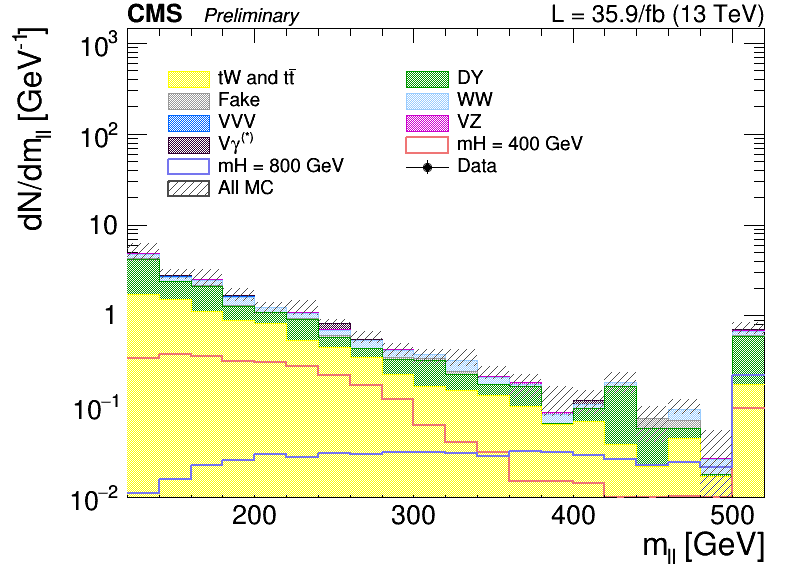 CMS Preliminary L = 35.9/fb (13 TeV)
dN/dm_ll [GeV⁻¹]
10³
10²
10
1
10⁻¹
10⁻²
tW and tt̄
Fake
VVV
Vγ⁽*⁾
mH = 800 GeV
All MC
DY
WW
VZ
mH = 400 GeV
Data
200 300 400 500
m_ll [GeV]